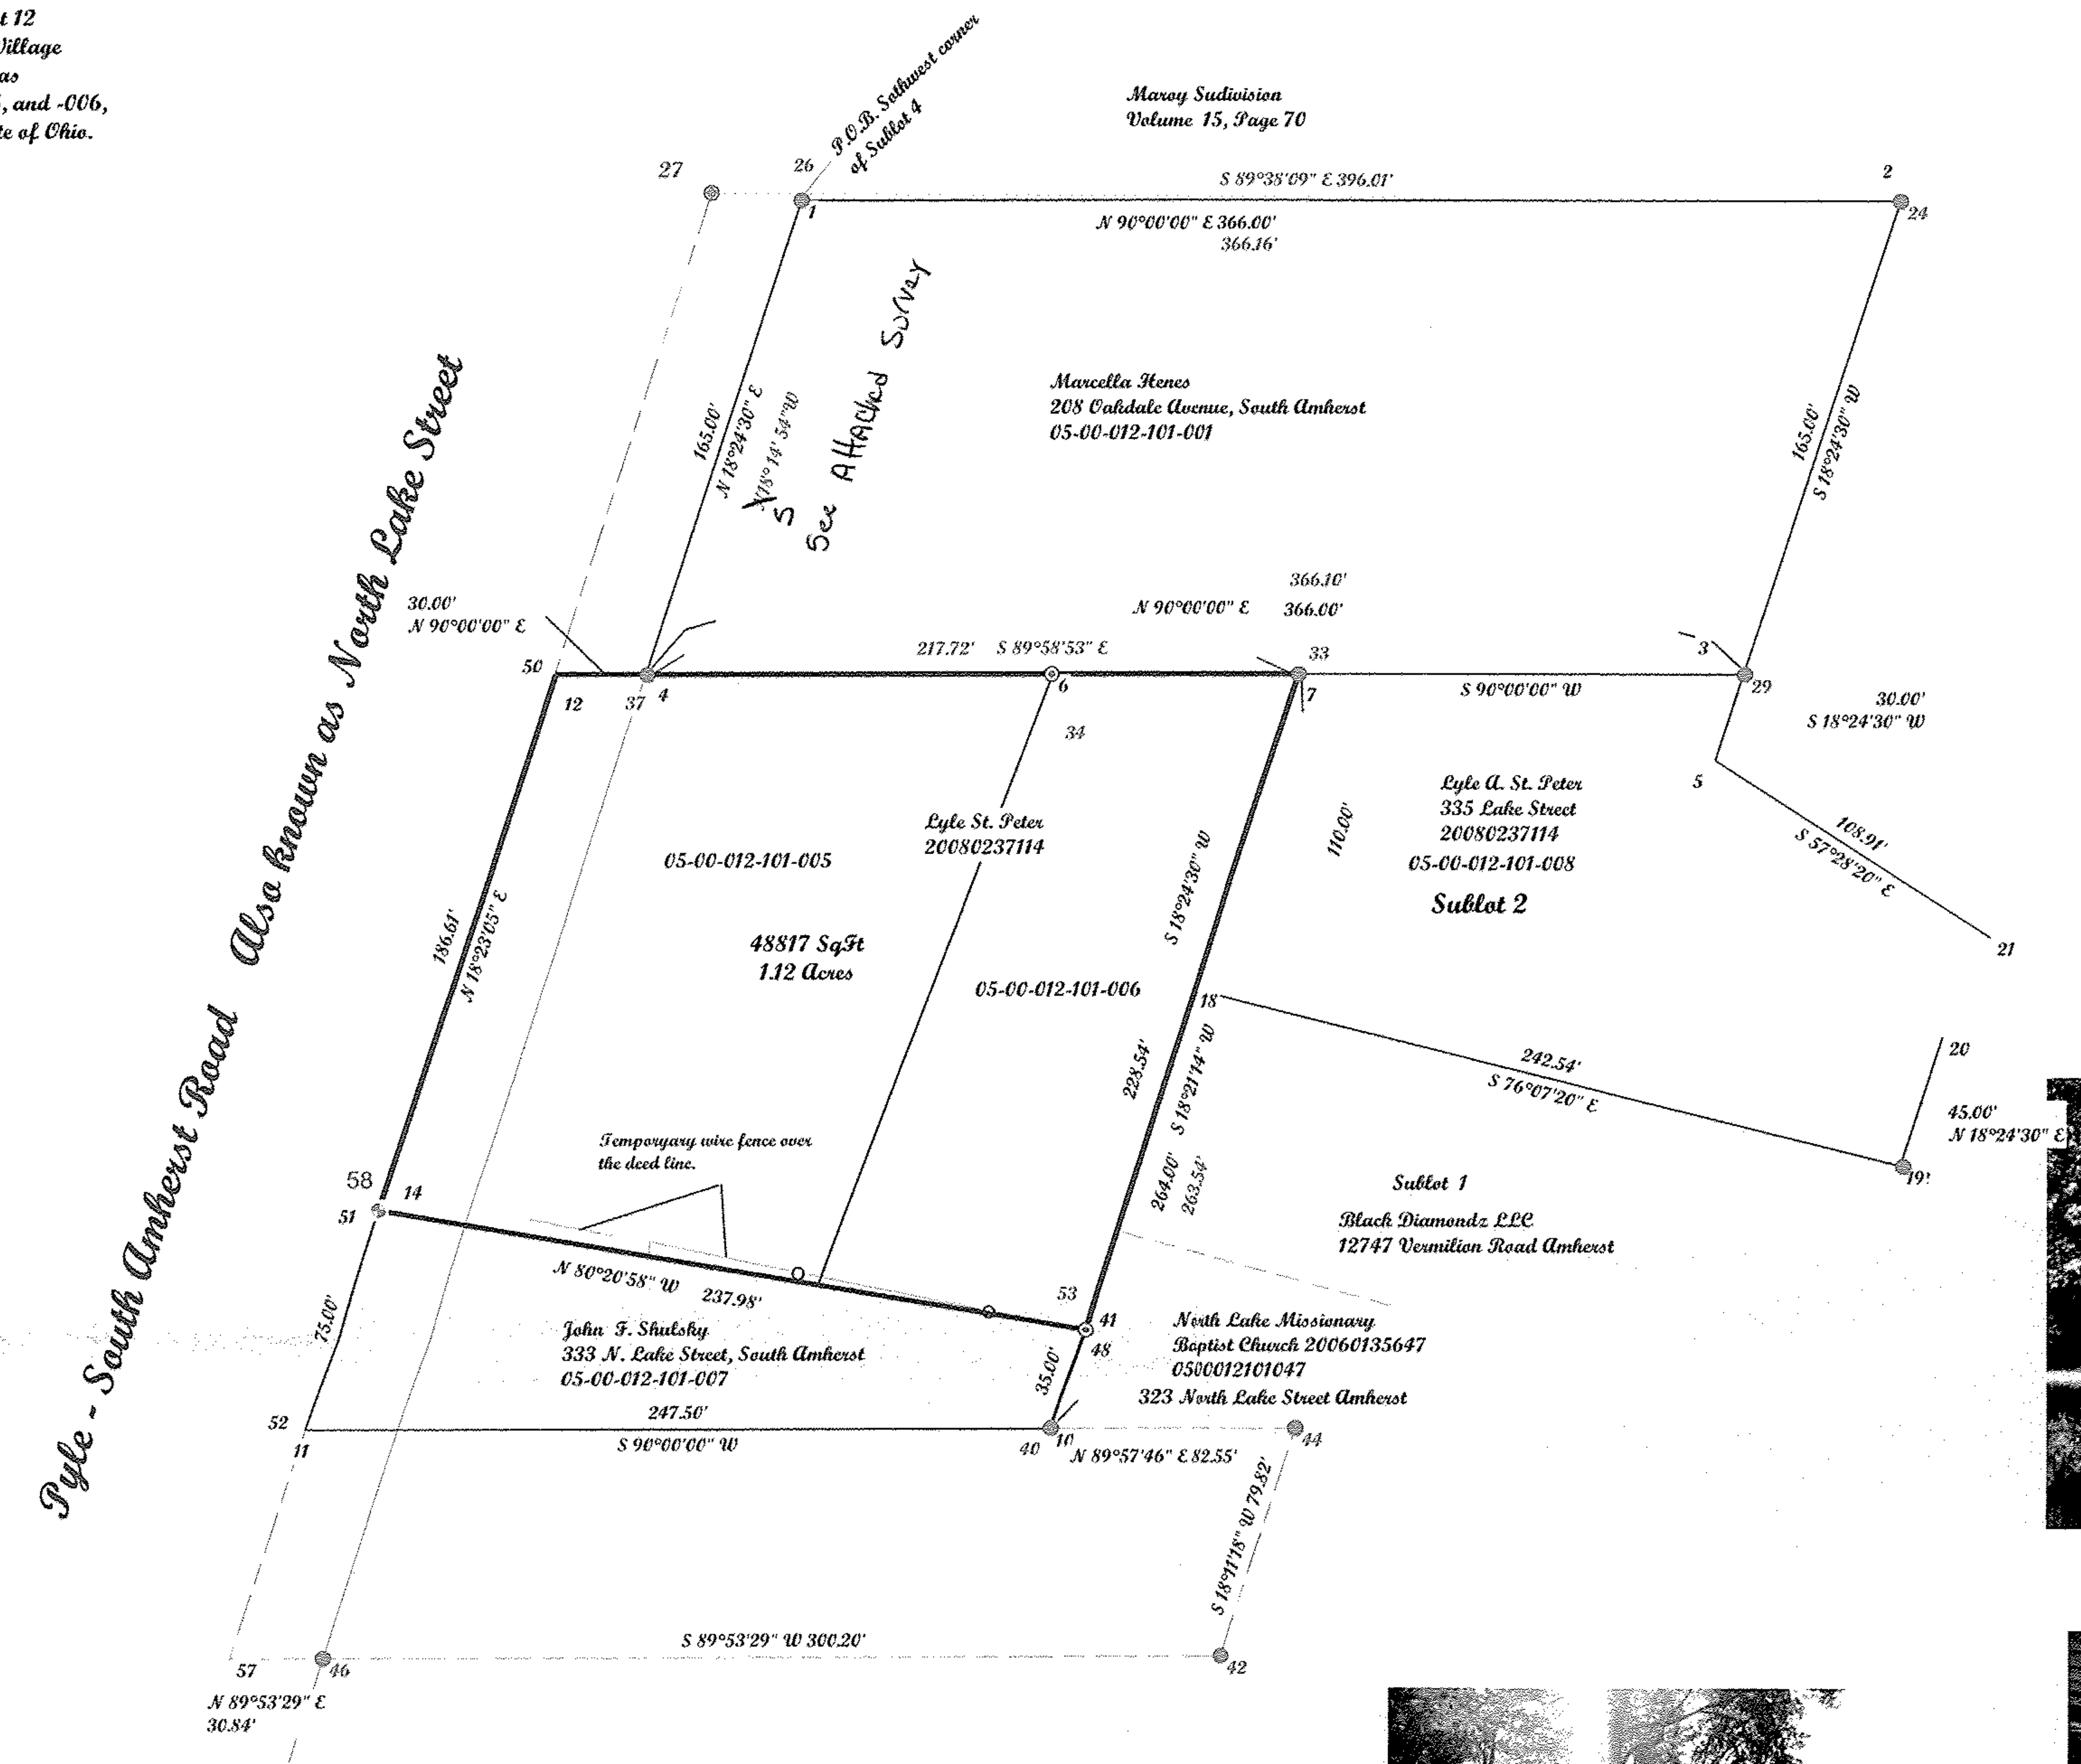 t 12
Village
as
, and -006,
te of Ohio.
P.O.B. Sothwest corner
of Sublot 4
Maroy Sudivision
Volume 15, Page 70
27
26
1
2
24
S 89°38'09" E 396.01'
N 90°00'00" E 366.00'
366.16'
165.00'
N 18°24'30" E
18°14'54" W
S
See Attached Survey
Marcella Henes
208 Oakdale Avenue, South Amherst
05-00-012-101-001
165.00'
S 18°24'30" W
Pyle - South Amherst Road Also known as North Lake Street
30.00'
N 90°00'00" E
366.10'
N 90°00'00" E 366.00'
217.72' S 89°58'53" E
50
12
37
4
6
34
33
7
3
29
S 90°00'00" W
30.00'
S 18°24'30" W
5
108.91'
S 57°28'20" E
21
Lyle St. Peter
20080237114
05-00-012-101-005
48817 SqFt
1.12 Acres
05-00-012-101-006
186.61'
N 18°23'05" E
S 18°24'30" W
110.00'
Lyle A. St. Peter
335 Lake Street
20080237114
05-00-012-101-008
Sublot 2
18
242.54'
S 76°07'20" E
20
45.00'
N 18°24'30" E
19
228.54'
S 18°21'14" W
264.00'
263.54'
Sublot 1
Black Diamondz LLC
12747 Vermilion Road Amherst
Temporyary wire fence over
the deed line.
58
14
51
N 80°20'58" W
237.98'
53
41
48
John F. Shulsky
333 N. Lake Street, South Amherst
05-00-012-101-007
North Lake Missionary
Baptist Church 20060135647
0500012101047
323 North Lake Street Amherst
75.00'
35.00'
52
11
247.50'
S 90°00'00" W
40
10
N 89°57'46" E 82.55'
44
S 18°11'18" W 79.82'
S 89°53'29" W 300.20'
57
46
42
N 89°53'29" E
30.84'